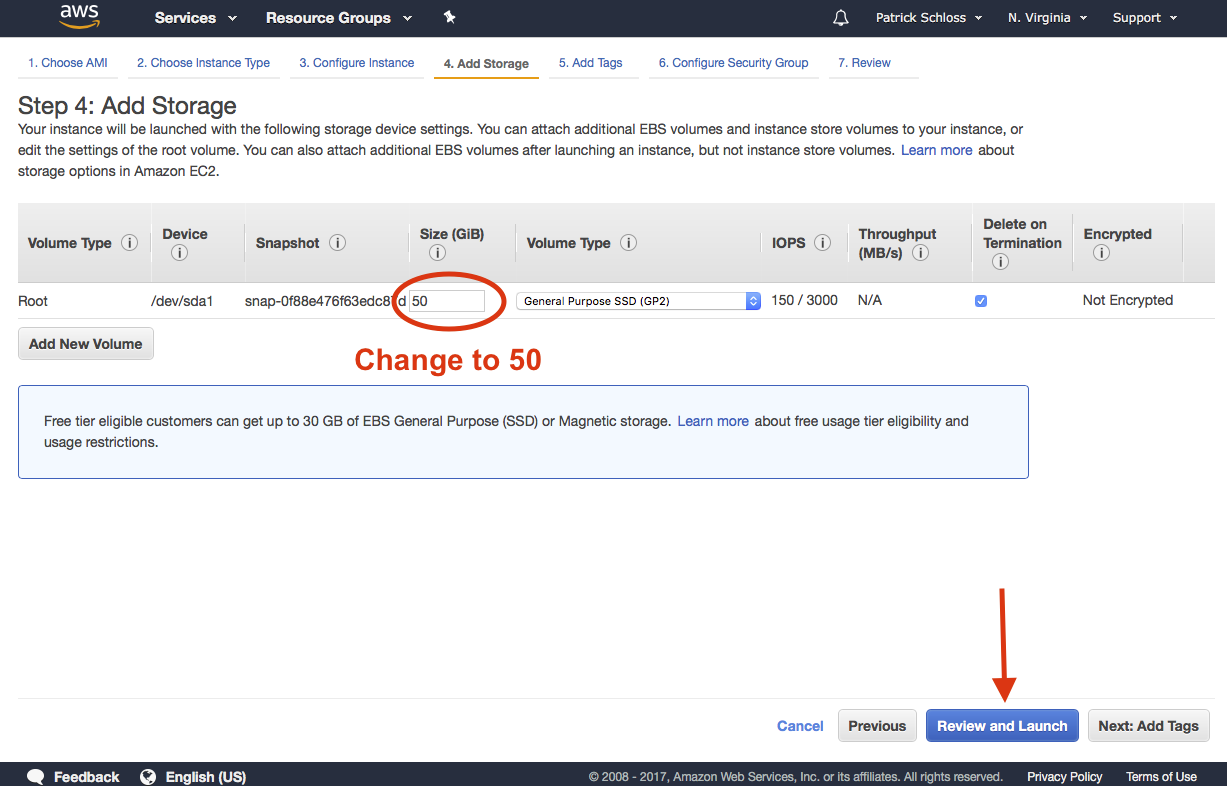 aws Services Resource Groups Patrick Schloss N. Virginia Support
1. Choose AMI 2. Choose Instance Type 3. Configure Instance 4. Add Storage 5. Add Tags 6. Configure Security Group 7. Review
Step 4: Add Storage
Your instance will be launched with the following storage device settings. You can attach additional EBS volumes and instance store volumes to your instance, or
edit the settings of the root volume. You can also attach additional EBS volumes after launching an instance, but not instance store volumes. Learn more about
storage options in Amazon EC2.
Volume Type i
Device
i
Snapshot i
Size (GiB)
i
Volume Type i
IOPS i
Throughput
(MB/s) i
Delete on
Termination
i
Encrypted
i
Root /dev/sda1 50 General Purpose SSD (GP2) 150 / 3000 N/A Not Encrypted
Add New Volume
Change to 50
Free tier eligible customers can get up to 30 GB of EBS General Purpose (SSD) or Magnetic storage. Learn more about free usage tier eligibility and
usage restrictions.
Cancel Previous Review and Launch Next: Add Tags
Feedback English (US) © 2008 - 2017, Amazon Web Services, Inc. or its affiliates. All rights reserved. Privacy Policy Terms of Use